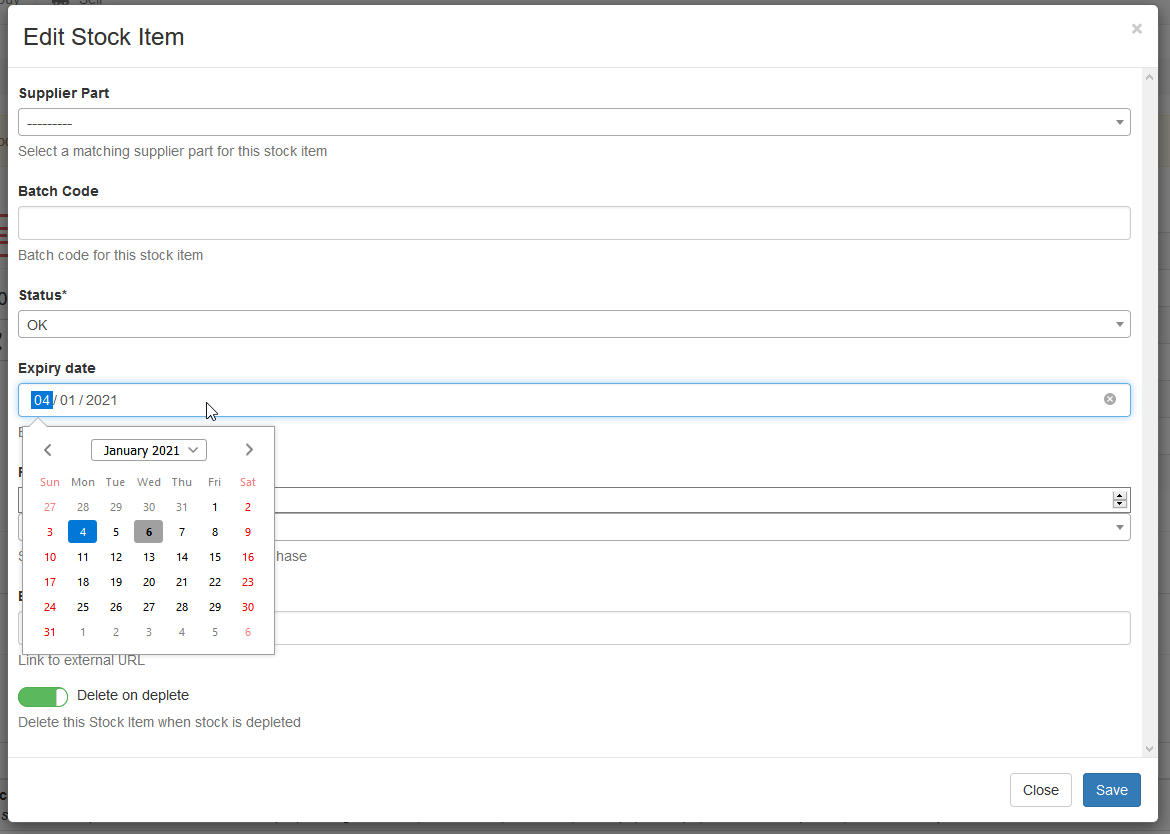 Edit Stock Item
×
Supplier Part
---------
Select a matching supplier part for this stock item
Batch Code
Batch code for this stock item
Status*
OK
Expiry date
04 / 01 / 2021
January 2021
Sun Mon Tue Wed Thu Fri Sat
27 28 29 30 31 1 2
3 4 5 6 7 8 9
10 11 12 13 14 15 16
17 18 19 20 21 22 23
24 25 26 27 28 29 30
31 1 2 3 4 5 6
hase
Link to external URL
Delete on deplete
Delete this Stock Item when stock is depleted
Close Save